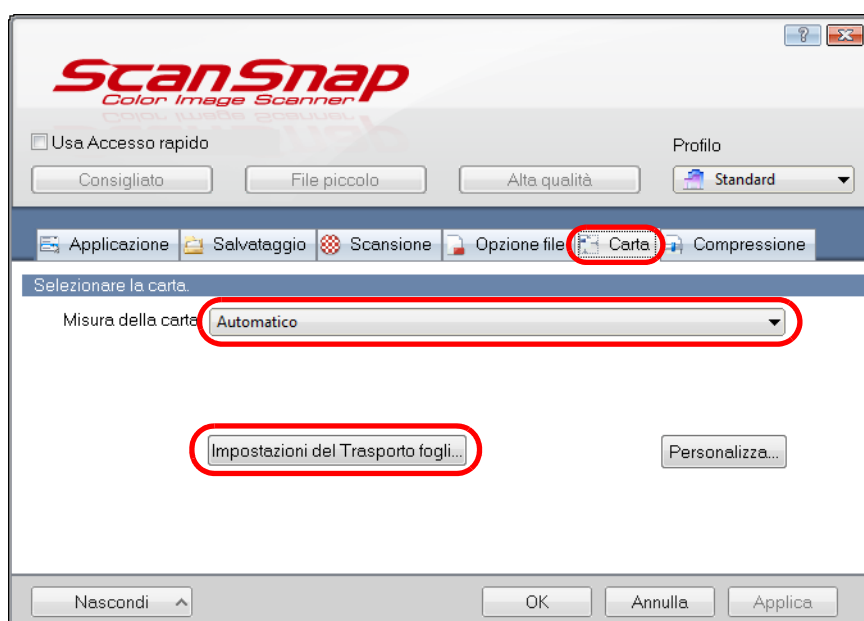 ScanSnap
Color Image Scanner
Usa Accesso rapido
Profilo
Consigliato File piccolo Alta qualità Standard
Applicazione Salvataggio Scansione Opzione file Carta Compressione
Selezionare la carta.
Misura della carta Automatico
Impostazioni del Trasporto fogli... Personalizza...
Nascondi OK Annulla Applica